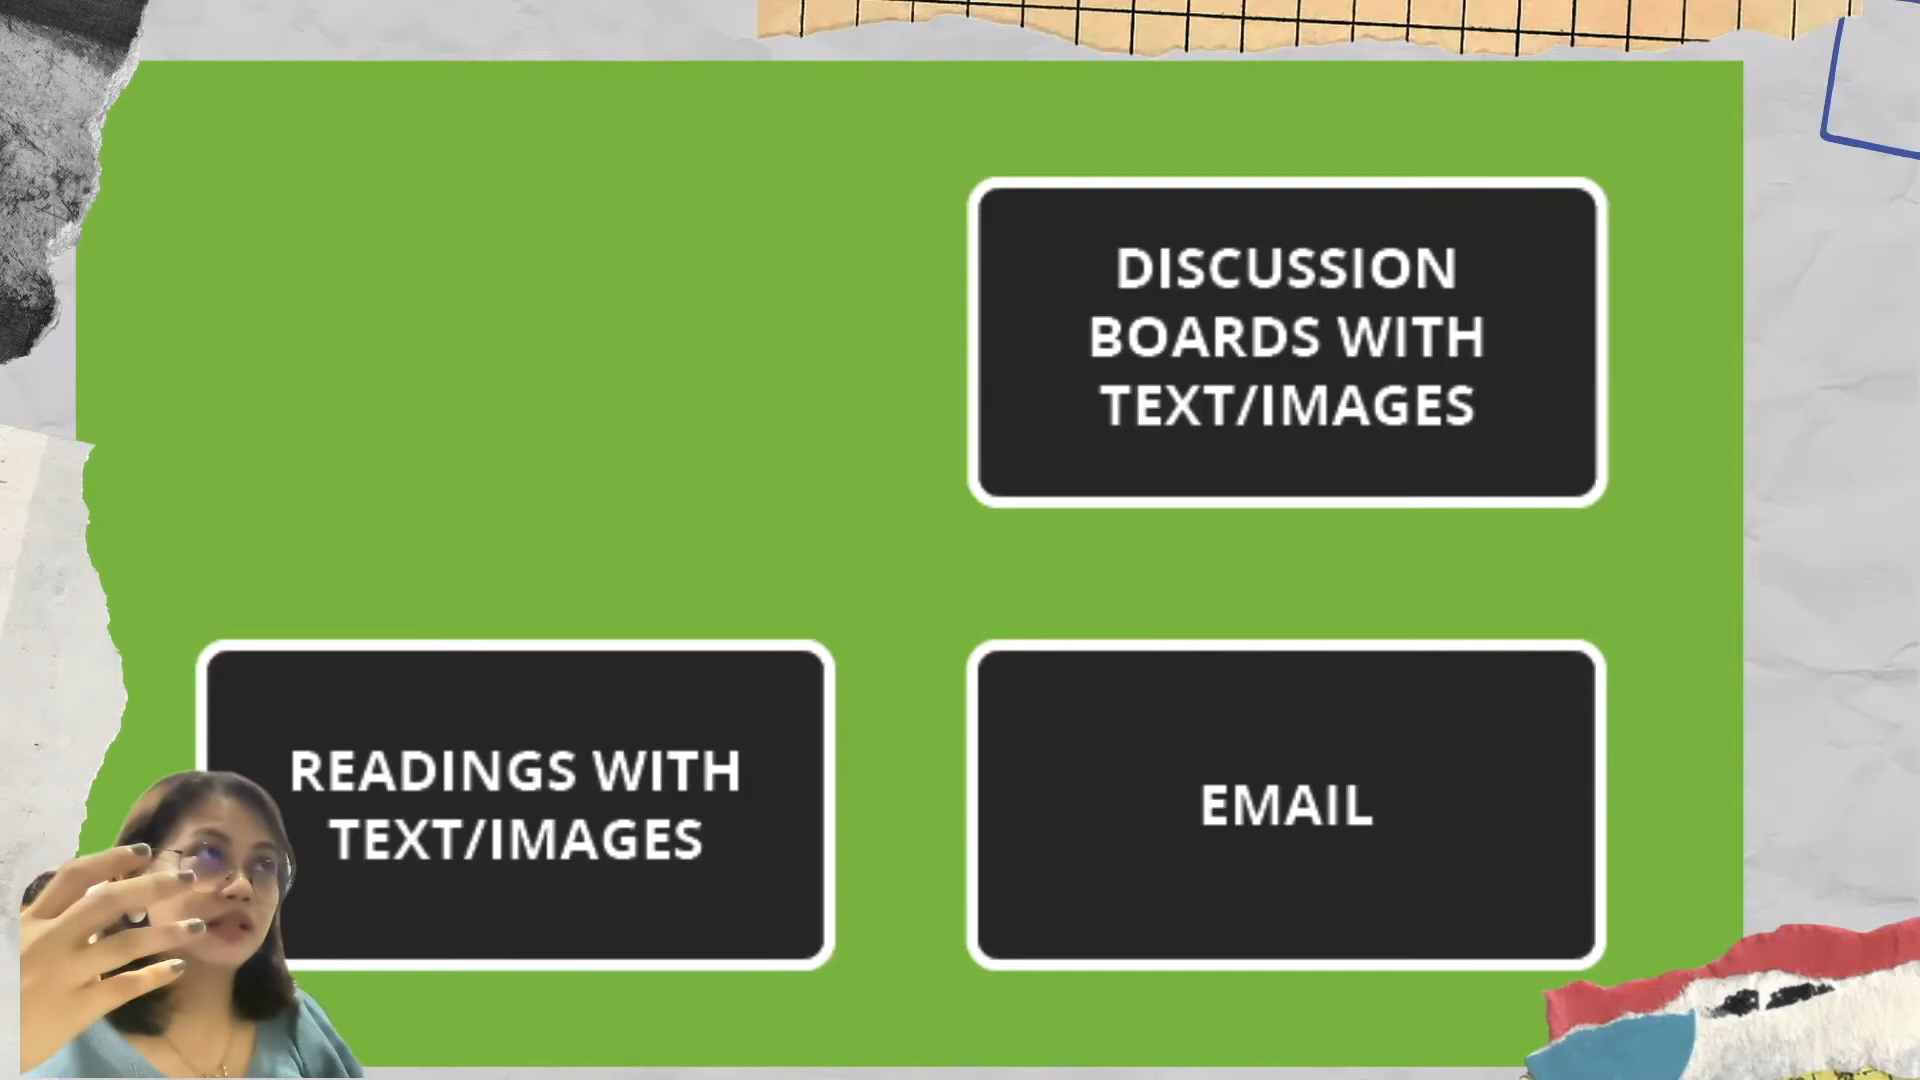 DISCUSSION
BOARDS WITH
TEXT/IMAGES
READINGS WITH
TEXT/IMAGES
EMAIL